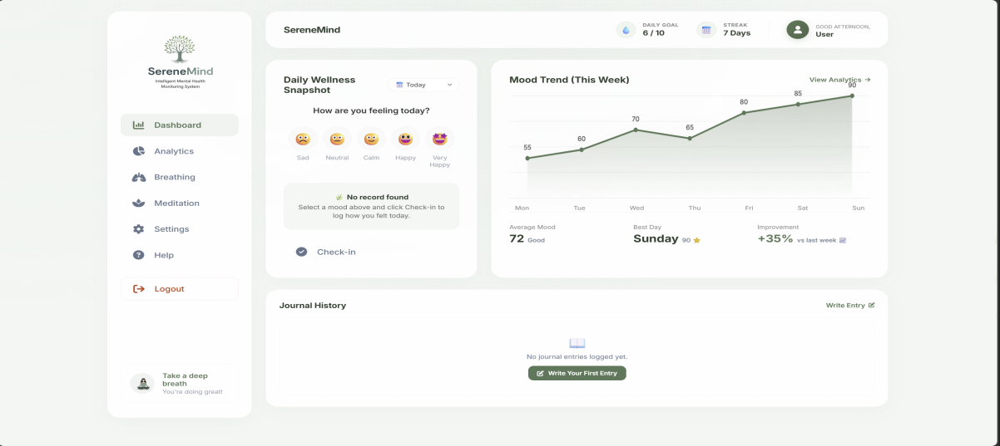 SereneMind
Intelligent Mental Health
Monitoring System
Dashboard
Analytics
Breathing
Meditation
Settings
Help
Logout
Take a deep
breath
You're doing great!
SereneMind
DAILY GOAL
6 / 10
STREAK
7 Days
GOOD AFTERNOON,
User
Daily Wellness
Snapshot
Today
How are you feeling today?
Sad
Neutral
Calm
Happy
Very
Happy
No record found
Select a mood above and click Check-in to
log how you felt today.
Check-in
Mood Trend (This Week)
View Analytics →
55
60
70
65
80
85
90
Mon
Tue
Wed
Thu
Fri
Sat
Sun
Average Mood
72 Good
Best Day
Sunday 90
Improvement
+35% vs last week
Journal History
Write Entry
No journal entries logged yet.
Write Your First Entry